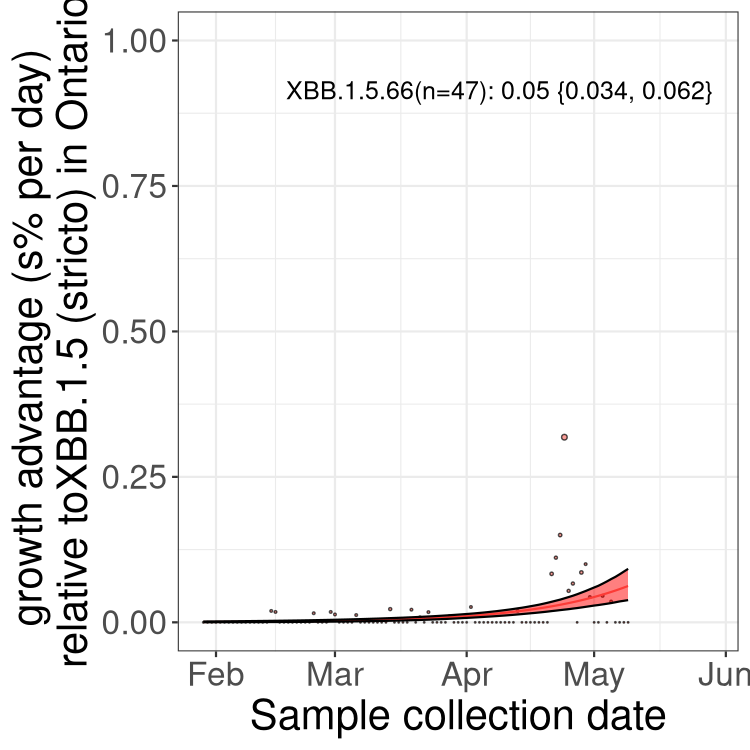 growth advantage (s% per day)
relative toXBB.1.5 (stricto) in Ontario
1.00
0.75
0.50
0.25
0.00
XBB.1.5.66(n=47): 0.05 {0.034, 0.062}
Feb Mar Apr May Jun
Sample collection date